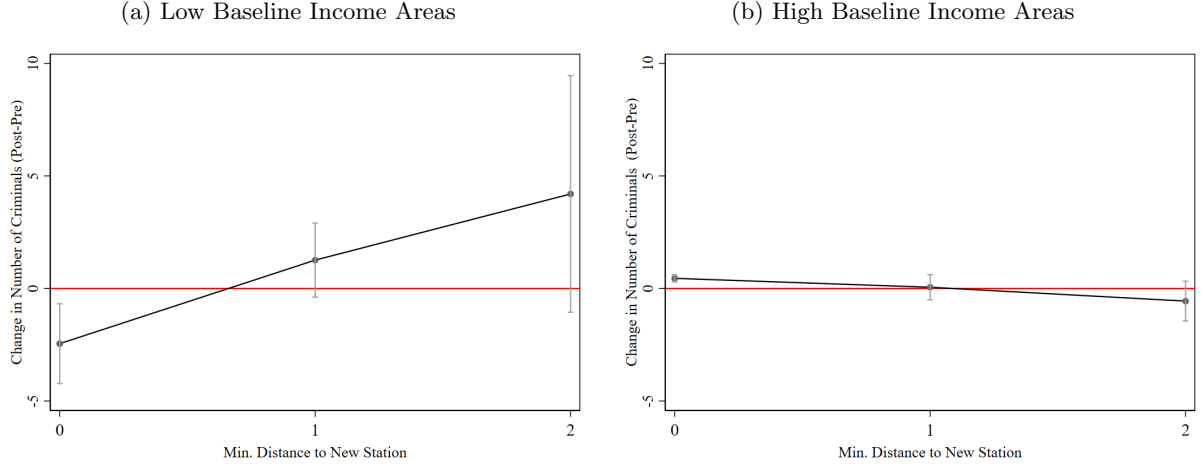 (a) Low Baseline Income Areas
Change in Number of Criminals (Post-Pre)
10
5
0
-5
0 1 2
Min. Distance to New Station
(b) High Baseline Income Areas
Change in Number of Criminals (Post-Pre)
10
5
0
-5
0 1 2
Min. Distance to New Station